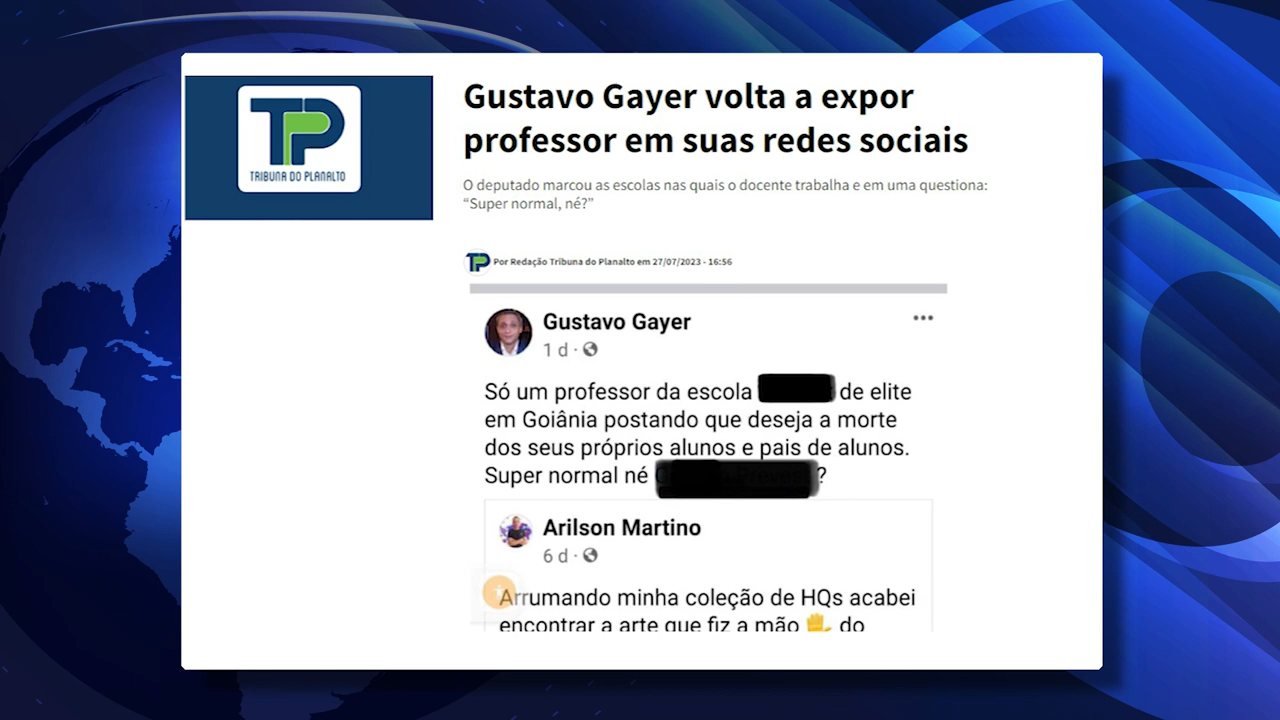 TP
TRIBUNA DO PLANALTO
Gustavo Gayer volta a expor
professor em suas redes sociais
O deputado marcou as escolas nas quais o docente trabalha e em uma questiona:
“Super normal, né?”
TP Por Redação Tribuna do Planalto em 27/07/2023 - 16:56
Gustavo Gayer
1 d ·
Só um professor da escola de elite
em Goiânia postando que deseja a morte
dos seus próprios alunos e pais de alunos.
Super normal né ?
Arilson Martino
6 d ·
Arrumando minha coleção de HQs acabei
encontrar a arte que fiz a mão ✋ do